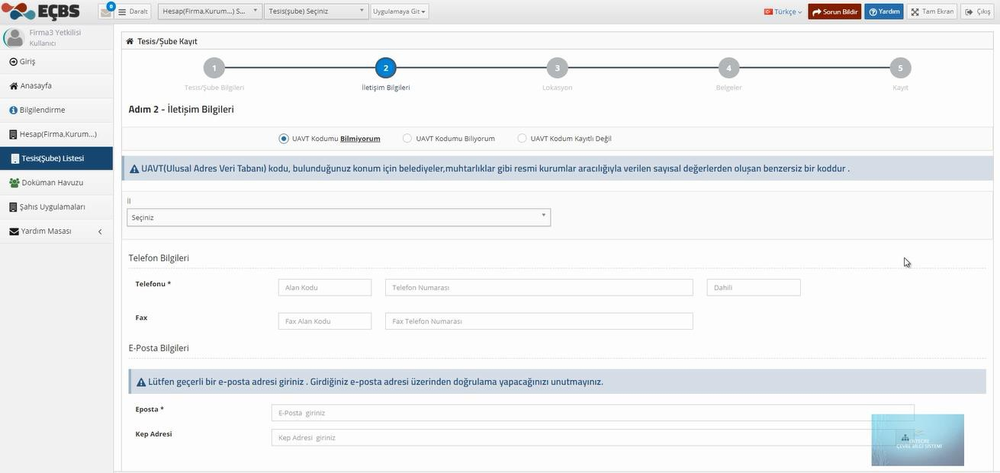 EÇBS
0
Daralt
Hesap(Firma,Kurum...) S...
Tesis(şube) Seçiniz
Uygulamaya Git
Türkçe
Sorun Bildir
Yardım
Tam Ekran
Çıkış
Firma3 Yetkilisi
Kullanıcı
Giriş
Anasayfa
Bilgilendirme
Hesap(Firma,Kurum...)
Tesis(Şube) Listesi
Doküman Havuzu
Şahıs Uygulamaları
Yardım Masası
Tesis/Şube Kayıt
1 2 3 4 5
Tesis/Şube Bilgileri İletişim Bilgileri Lokasyon Belgeler Kayıt
Adım 2 - İletişim Bilgileri
UAVT Kodumu Bilmiyorum UAVT Kodumu Biliyorum UAVT Kodum Kayıtlı Değil
UAVT(Ulusal Adres Veri Tabanı) kodu, bulunduğunuz konum için belediyeler,muhtarlıklar gibi resmi kurumlar aracılığıyla verilen sayısal değerlerden oluşan benzersiz bir koddur .
İl
Seçiniz
Telefon Bilgileri
Telefonu * Alan Kodu Telefon Numarası Dahili
Fax Fax Alan Kodu Fax Telefon Numarası
E-Posta Bilgileri
Lütfen geçerli bir e-posta adresi giriniz . Girdiğiniz e-posta adresi üzerinden doğrulama yapacağınızı unutmayınız.
Eposta * E-Posta giriniz
Kep Adresi Kep Adresi giriniz
ENTEGRE
ÇEVRE BİLGİ SİSTEMİ